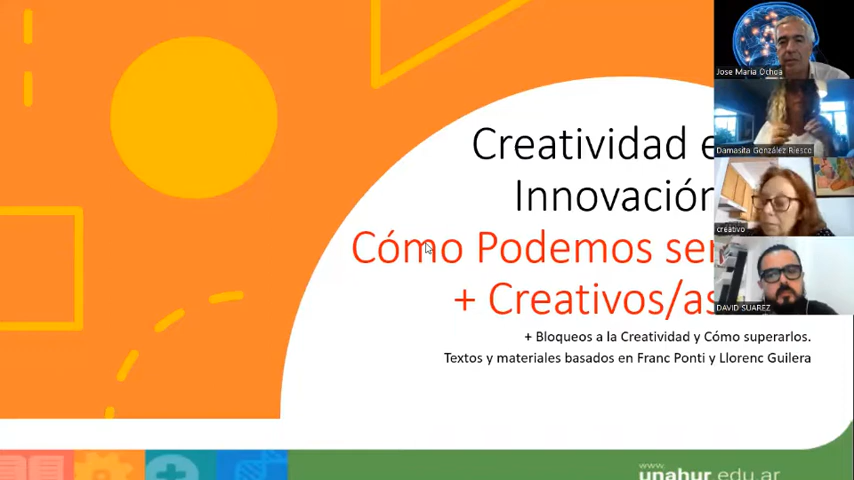 Creatividad e
Innovación
Cómo Podemos ser
+ Creativos/as
+ Bloqueos a la Creatividad y Cómo superarlos.
Textos y materiales basados en Franc Ponti y Llorenc Guilera
www.
unahur.edu.ar
Jose Maria Ochoa
Damasita González Riesco
creativo
DAVID SUAREZ